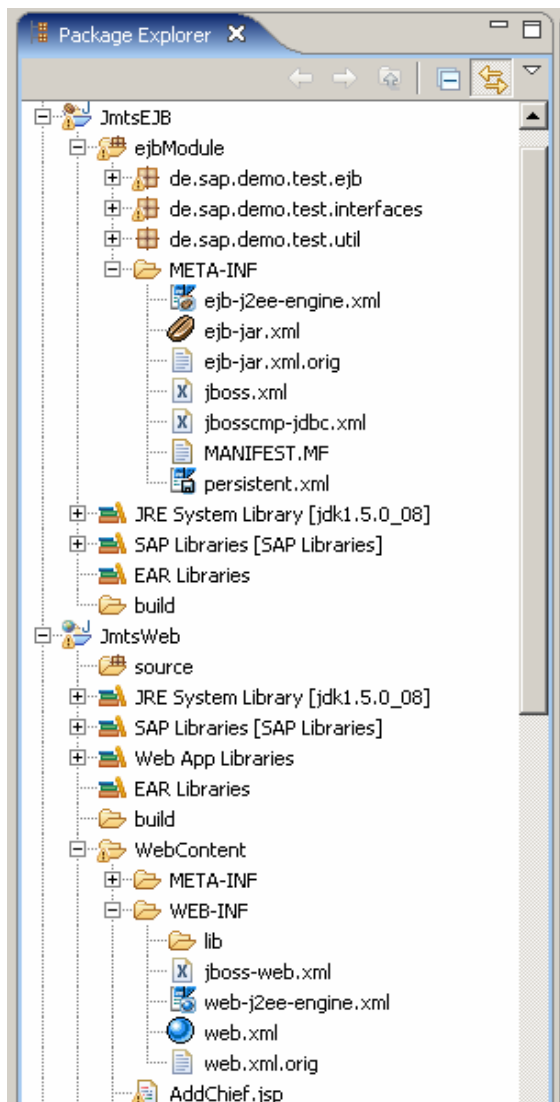 Package Explorer
JmtsEJB
ejbModule
de.sap.demo.test.ejb
de.sap.demo.test.interfaces
de.sap.demo.test.util
META-INF
ejb-j2ee-engine.xml
ejb-jar.xml
ejb-jar.xml.orig
jboss.xml
jbosscmp-jdbc.xml
MANIFEST.MF
persistent.xml
JRE System Library [jdk1.5.0_08]
SAP Libraries [SAP Libraries]
EAR Libraries
build
JmtsWeb
source
JRE System Library [jdk1.5.0_08]
SAP Libraries [SAP Libraries]
Web App Libraries
EAR Libraries
build
WebContent
META-INF
WEB-INF
lib
jboss-web.xml
web-j2ee-engine.xml
web.xml
web.xml.orig
AddChief.jsp